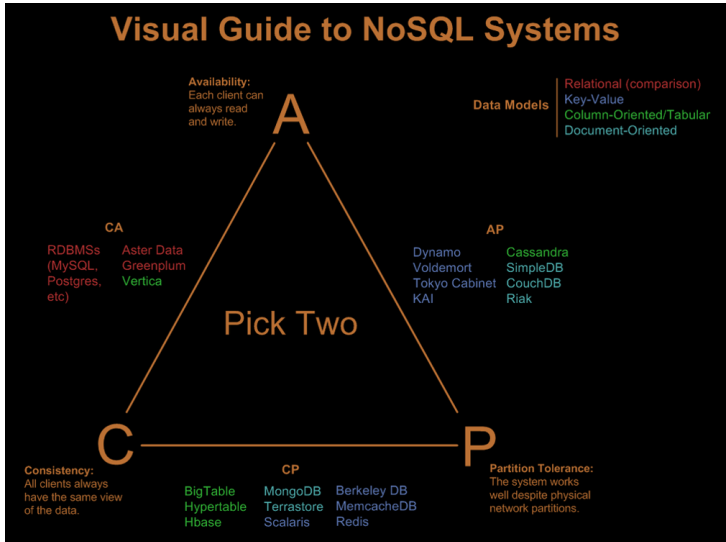 Visual Guide to NoSQL Systems
Availability:
Each client can
always read
and write.
A
Data Models
Relational (comparison)
Key-Value
Column-Oriented/Tabular
Document-Oriented
CA
RDBMSs
(MySQL,
Postgres,
etc)
Aster Data
Greenplum
Vertica
AP
Dynamo
Voldemort
Tokyo Cabinet
KAI
Cassandra
SimpleDB
CouchDB
Riak
Pick Two
C
P
Consistency:
All clients always
have the same view
of the data.
CP
BigTable
Hypertable
Hbase
MongoDB
Terrastore
Scalaris
Berkeley DB
MemcacheDB
Redis
Partition Tolerance:
The system works
well despite physical
network partitions.